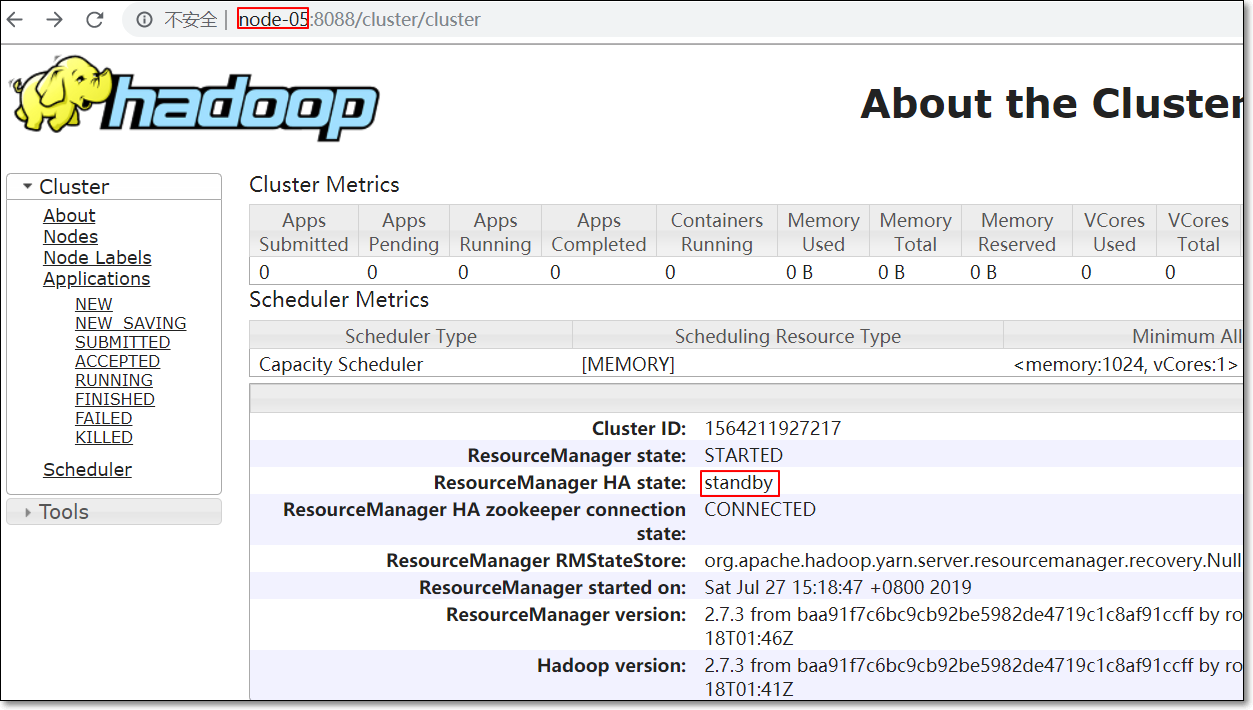 不安全 | node-05:8088/cluster/cluster
hadoop
About the Cluster
Cluster
About
Nodes
Node Labels
Applications
NEW
NEW_SAVING
SUBMITTED
ACCEPTED
RUNNING
FINISHED
FAILED
KILLED
Scheduler
Tools
Cluster Metrics
Apps Submitted Apps Pending Apps Running Apps Completed Containers Running Memory Used Memory Total Memory Reserved VCores Used VCores Total
0 0 0 0 0 0 B 0 B 0 B 0 0
Scheduler Metrics
Scheduler Type Scheduling Resource Type Minimum All
Capacity Scheduler [MEMORY] <memory:1024, vCores:1>
Cluster ID: 1564211927217
ResourceManager state: STARTED
ResourceManager HA state: standby
ResourceManager HA zookeeper connection state: CONNECTED
ResourceManager RMStateStore: org.apache.hadoop.yarn.server.resourcemanager.recovery.Null
ResourceManager started on: Sat Jul 27 15:18:47 +0800 2019
ResourceManager version: 2.7.3 from baa91f7c6bc9cb92be5982de4719c1c8af91ccff by ro
18T01:46Z
Hadoop version: 2.7.3 from baa91f7c6bc9cb92be5982de4719c1c8af91ccff by ro
18T01:41Z